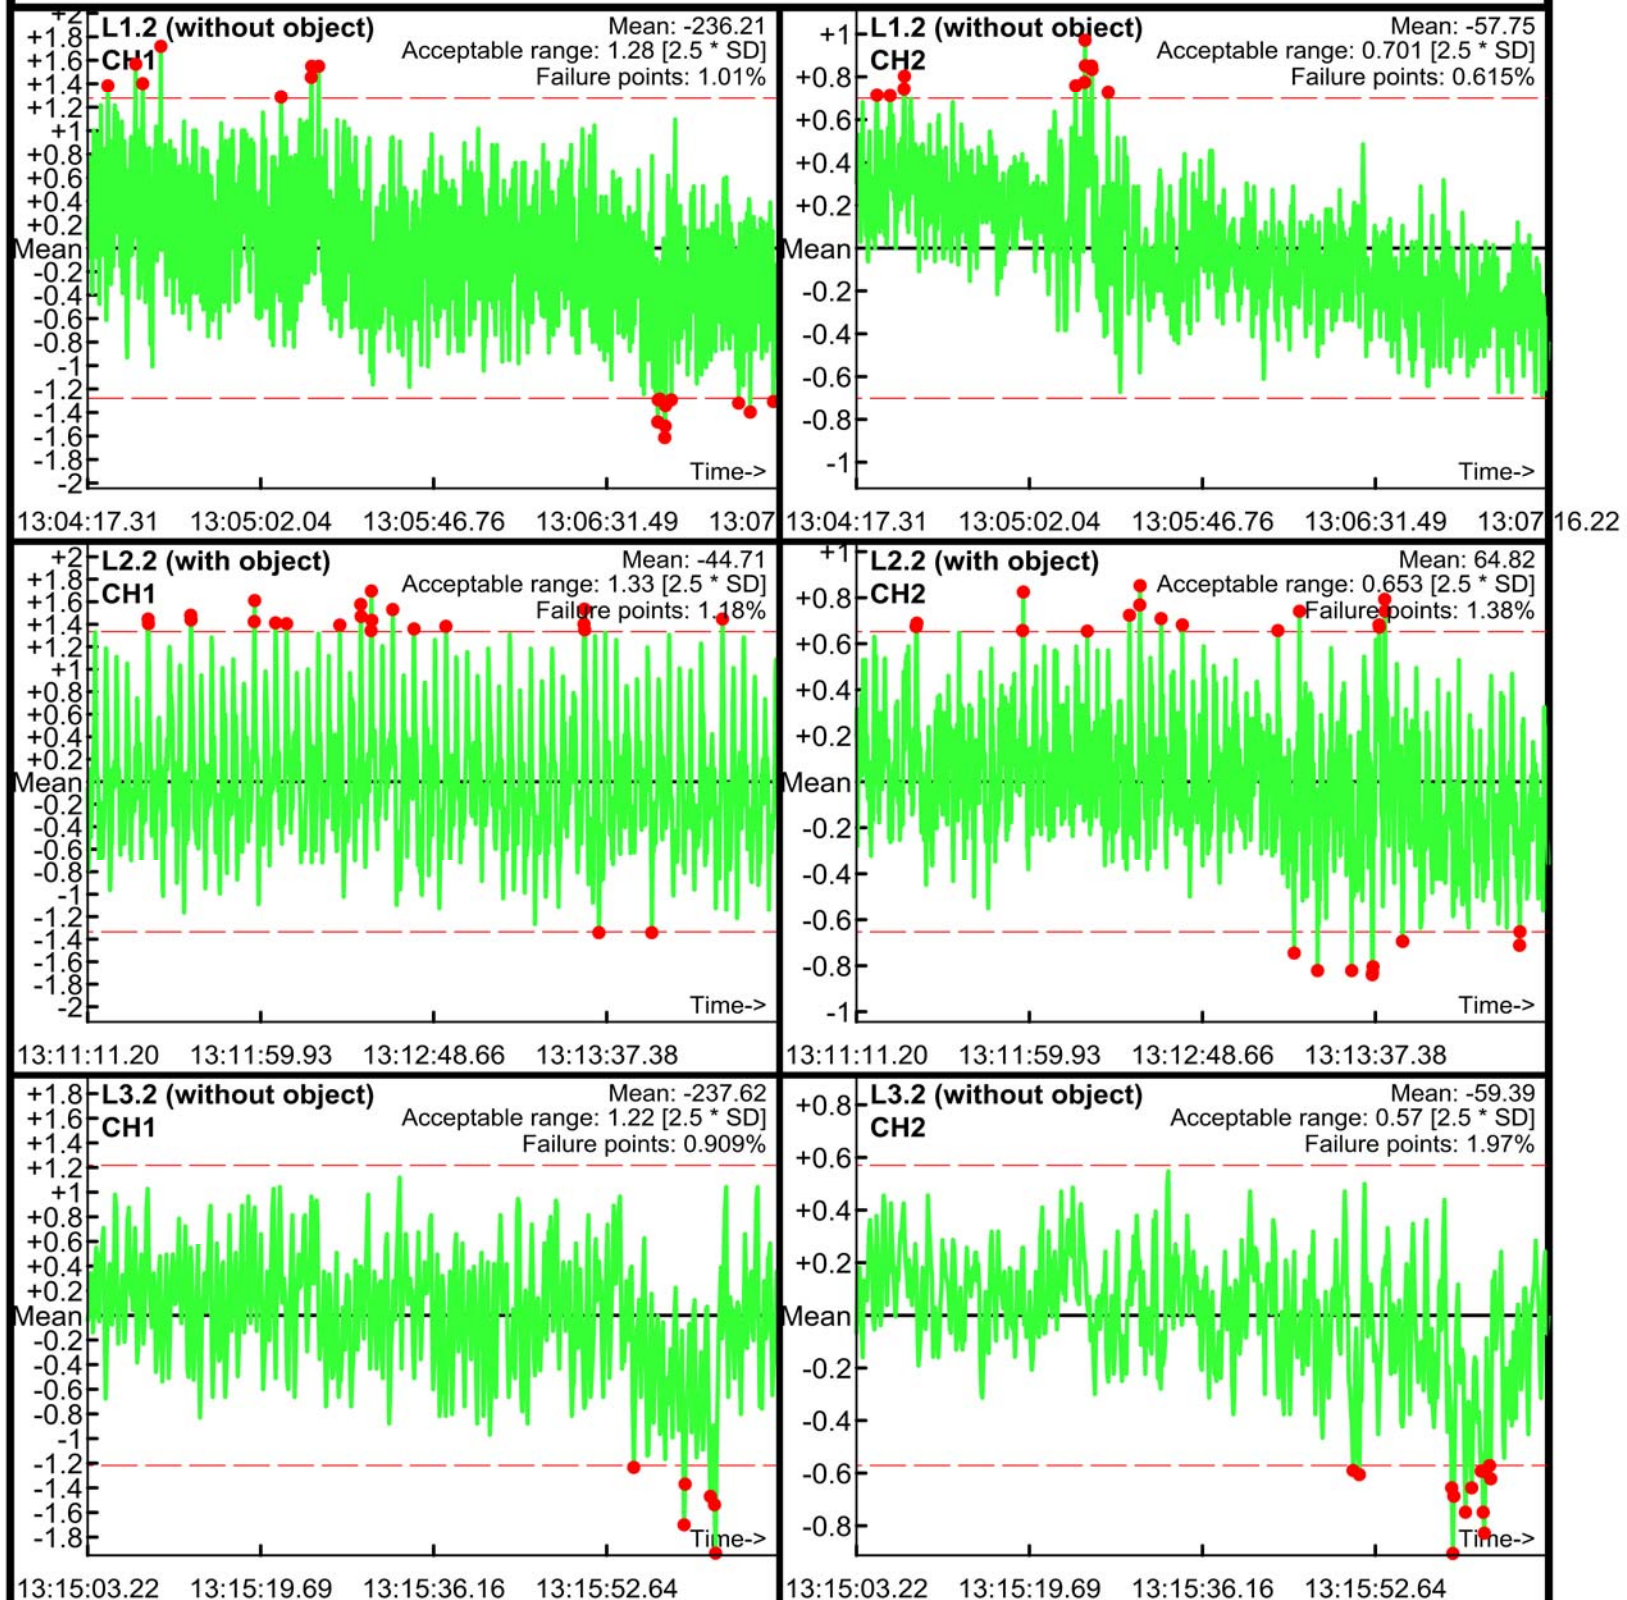 L1.2 (without object)
CH1
Mean: -236.21
Acceptable range: 1.28 [2.5 * SD]
Failure points: 1.01%
+2
+1.8
+1.6
+1.4
+1.2
+1
+0.8
+0.6
+0.4
+0.2
Mean
-0.2
-0.4
-0.6
-0.8
-1
-1.2
-1.4
-1.6
-1.8
-2
Time->
13:04:17.31 13:05:02.04 13:05:46.76 13:06:31.49 13:07
L1.2 (without object)
CH2
Mean: -57.75
Acceptable range: 0.701 [2.5 * SD]
Failure points: 0.615%
+1
+0.8
+0.6
+0.4
+0.2
Mean
-0.2
-0.4
-0.6
-0.8
-1
Time->
13:04:17.31 13:05:02.04 13:05:46.76 13:06:31.49 13:07:16.22
L2.2 (with object)
CH1
Mean: -44.71
Acceptable range: 1.33 [2.5 * SD]
Failure points: 1.18%
+2
+1.8
+1.6
+1.4
+1.2
+1
+0.8
+0.6
+0.4
+0.2
Mean
-0.2
-0.4
-0.6
-0.8
-1
-1.2
-1.4
-1.6
-1.8
-2
Time->
13:11:11.20 13:11:59.93 13:12:48.66 13:13:37.38
L2.2 (with object)
CH2
Mean: 64.82
Acceptable range: 0.653 [2.5 * SD]
Failure points: 1.38%
+1
+0.8
+0.6
+0.4
+0.2
Mean
-0.2
-0.4
-0.6
-0.8
-1
Time->
13:11:11.20 13:11:59.93 13:12:48.66 13:13:37.38
L3.2 (without object)
CH1
Mean: -237.62
Acceptable range: 1.22 [2.5 * SD]
Failure points: 0.909%
+1.8
+1.6
+1.4
+1.2
+1
+0.8
+0.6
+0.4
+0.2
Mean
-0.2
-0.4
-0.6
-0.8
-1
-1.2
-1.4
-1.6
-1.8
Time->
13:15:03.22 13:15:19.69 13:15:36.16 13:15:52.64
L3.2 (without object)
CH2
Mean: -59.39
Acceptable range: 0.57 [2.5 * SD]
Failure points: 1.97%
+0.8
+0.6
+0.4
+0.2
Mean
-0.2
-0.4
-0.6
-0.8
Time->
13:15:03.22 13:15:19.69 13:15:36.16 13:15:52.64